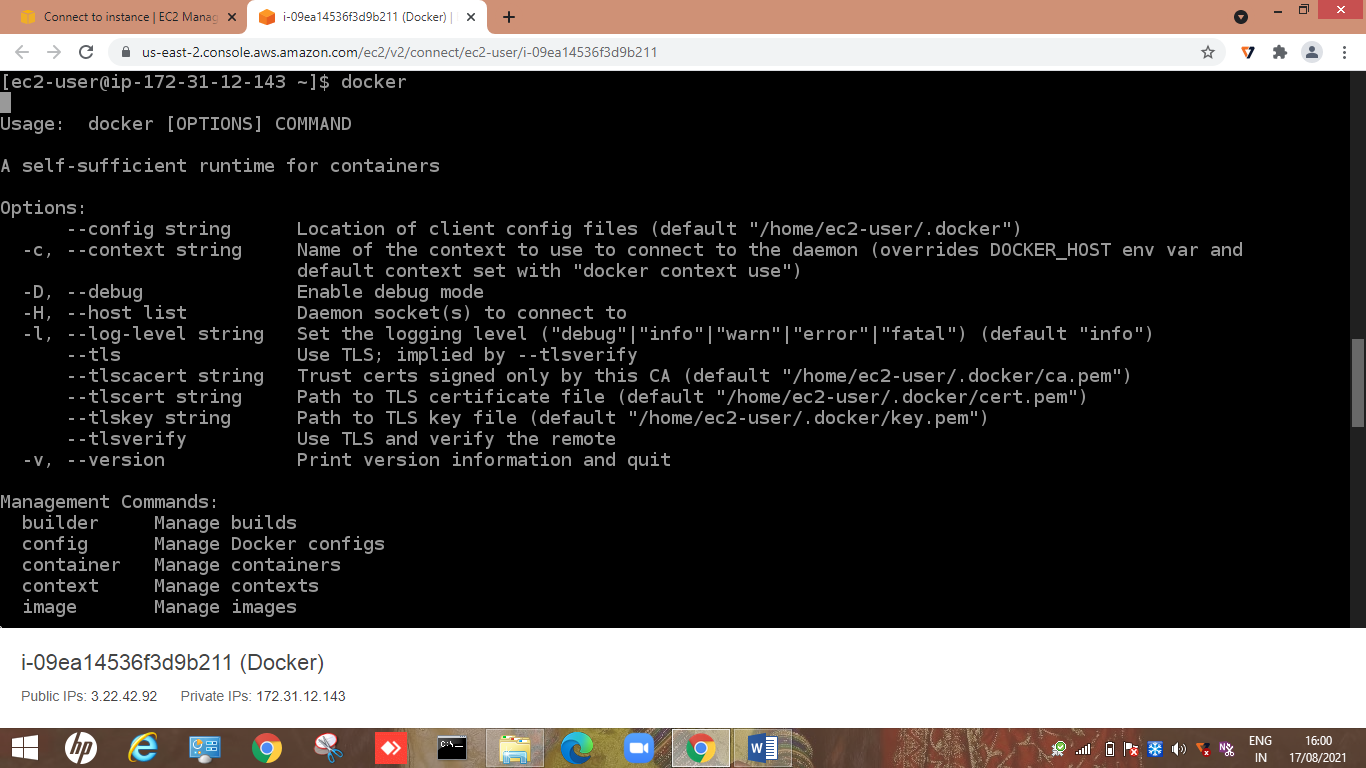 Connect to instance | EC2 Manag
i-09ea14536f3d9b211 (Docker) |
us-east-2.console.aws.amazon.com/ec2/v2/connect/ec2-user/i-09ea14536f3d9b211
[ec2-user@ip-172-31-12-143 ~]$ docker
Usage:  docker [OPTIONS] COMMAND
A self-sufficient runtime for containers
Options:
      --config string      Location of client config files (default "/home/ec2-user/.docker")
  -c, --context string     Name of the context to use to connect to the daemon (overrides DOCKER_HOST env var and
                           default context set with "docker context use")
  -D, --debug              Enable debug mode
  -H, --host list          Daemon socket(s) to connect to
  -l, --log-level string   Set the logging level ("debug"|"info"|"warn"|"error"|"fatal") (default "info")
      --tls                Use TLS; implied by --tlsverify
      --tlscacert string   Trust certs signed only by this CA (default "/home/ec2-user/.docker/ca.pem")
      --tlscert string     Path to TLS certificate file (default "/home/ec2-user/.docker/cert.pem")
      --tlskey string      Path to TLS key file (default "/home/ec2-user/.docker/key.pem")
      --tlsverify          Use TLS and verify the remote
  -v, --version            Print version information and quit
Management Commands:
  builder     Manage builds
  config      Manage Docker configs
  container   Manage containers
  context     Manage contexts
  image       Manage images
i-09ea14536f3d9b211 (Docker)
Public IPs: 3.22.42.92     Private IPs: 172.31.12.143
hp
C:\
W
ENG 16:00
IN 17/08/2021